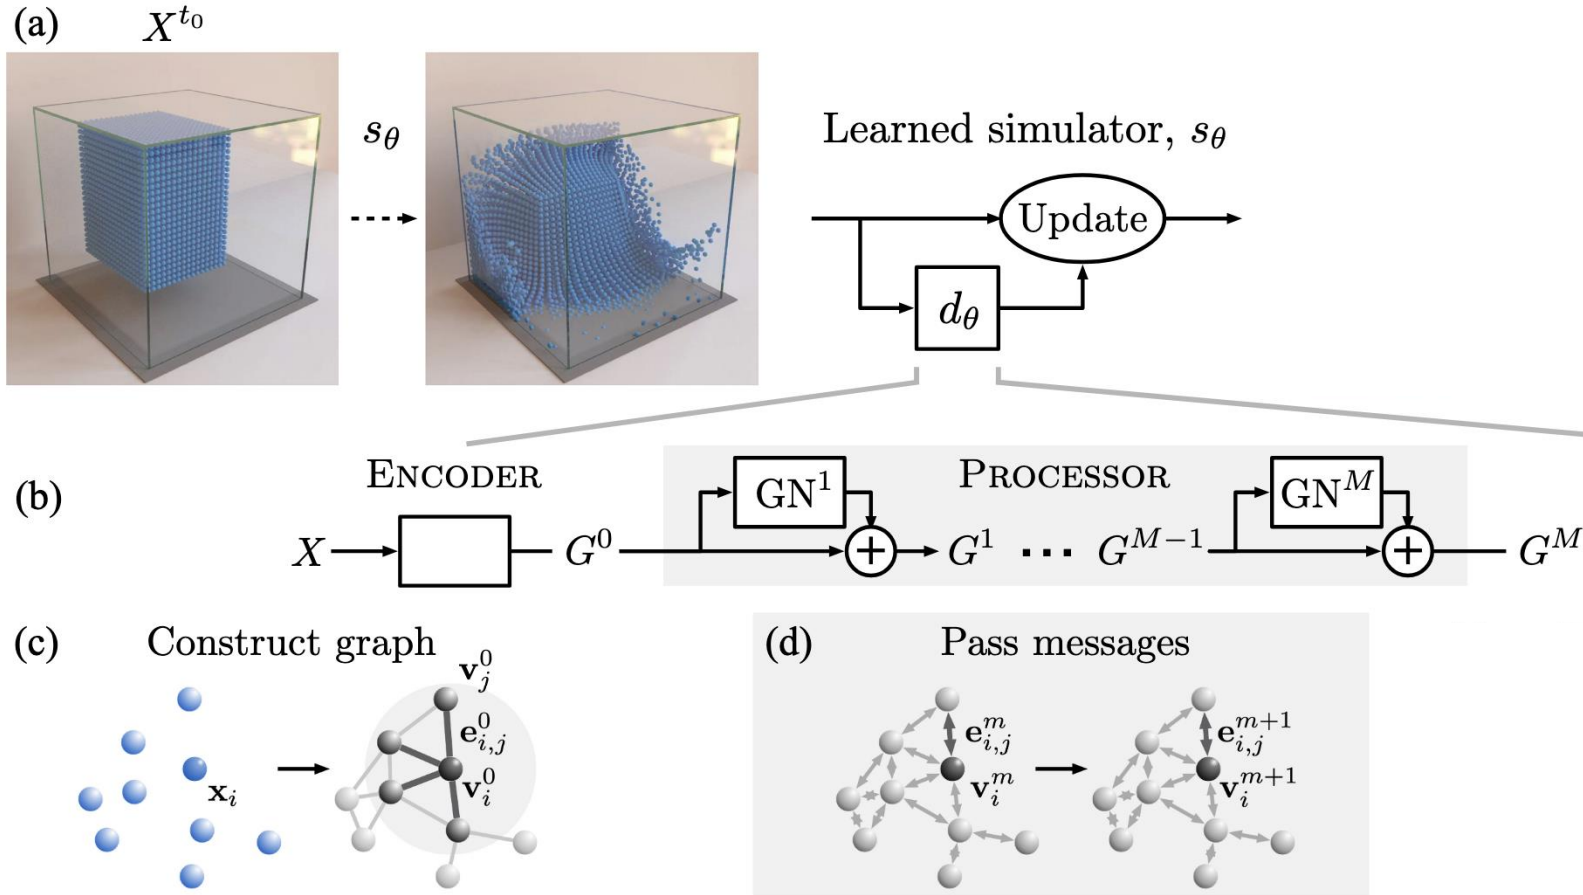 (a)
X^{t_0}
s_θ
Learned simulator, s_θ
Update
d_θ
(b)
ENCODER
PROCESSOR
GN^1
GN^M
X
G^0
+
G^1
···
G^{M−1}
+
G^M
(c)
Construct graph
v_j^0
e_{i,j}^0
v_i^0
x_i
(d)
Pass messages
e_{i,j}^m
v_i^m
e_{i,j}^{m+1}
v_i^{m+1}